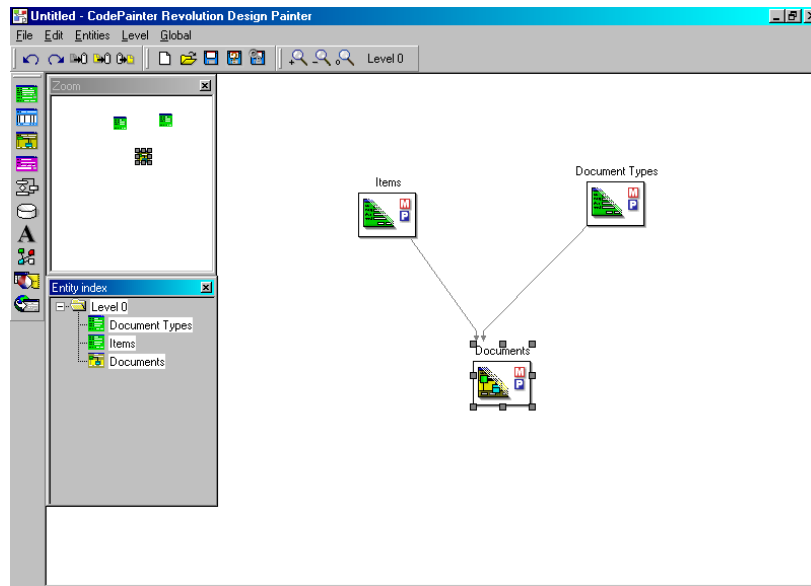 Untitled - CodePainter Revolution Design Painter
File Edit Entities Level Global
Level 0
Zoom
Items
Document Types
M
P
M
P
Entity index
Level 0
Document Types
Items
Documents
Documents
M
P
A